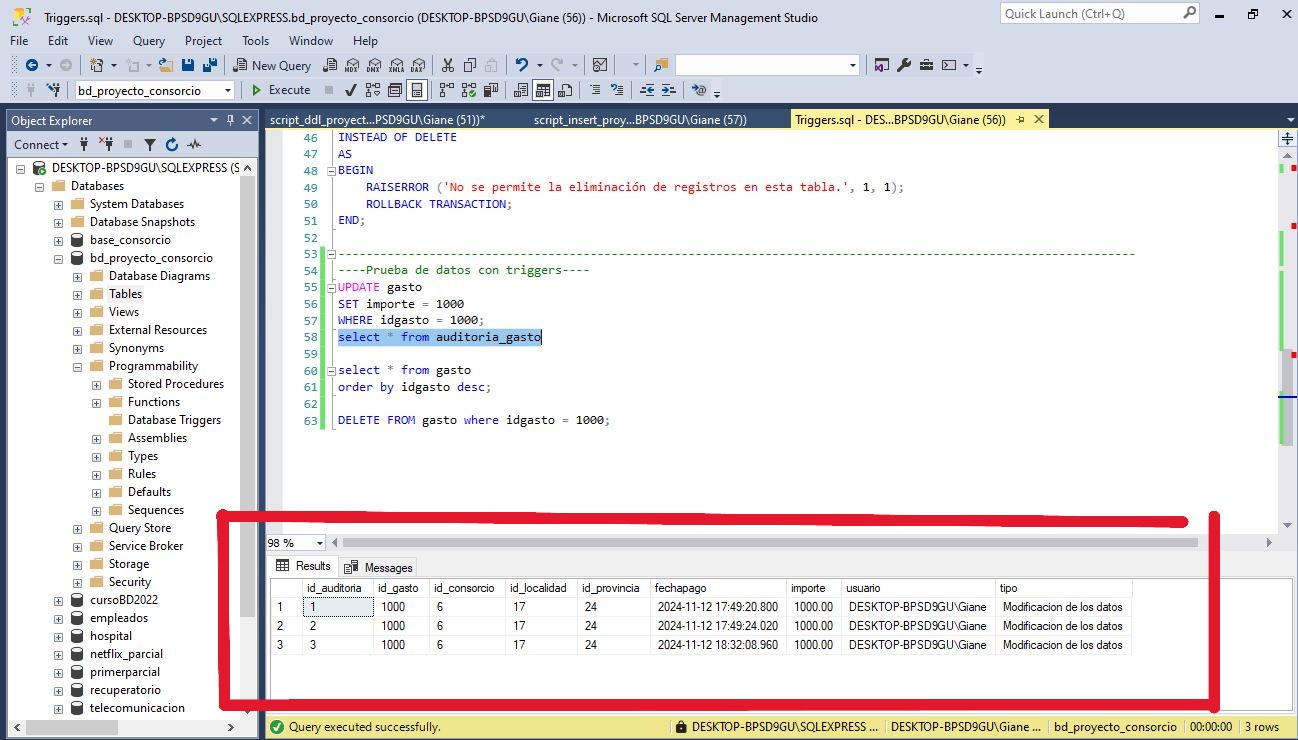 Triggers.sql - DESKTOP-BPSD9GU\SQLEXPRESS.bd_proyecto_consorcio (DESKTOP-BPSD9GU\Giane (56)) - Microsoft SQL Server Management Studio
Quick Launch (Ctrl+Q)
File Edit View Query Project Tools Window Help
New Query MDX DMX XMLA DAX
bd_proyecto_consorcio Execute
Object Explorer
Connect
DESKTOP-BPSD9GU\SQLEXPRESS (S
Databases
System Databases
Database Snapshots
base_consorcio
bd_proyecto_consorcio
Database Diagrams
Tables
Views
External Resources
Synonyms
Programmability
Stored Procedures
Functions
Database Triggers
Assemblies
Types
Rules
Defaults
Sequences
Query Store
Service Broker
Storage
Security
cursoBD2022
empleados
hospital
netflix_parcial
primerparcial
recuperatorio
telecomunicacion
script_ddl_proyect...PSD9GU\Giane (51))* script_insert_proy...BPSD9GU\Giane (57)) Triggers.sql - DES...BPSD9GU\Giane (56))
46 INSTEAD OF DELETE
47 AS
48 BEGIN
49 RAISERROR ('No se permite la eliminación de registros en esta tabla.', 1, 1);
50 ROLLBACK TRANSACTION;
51 END;
52
53 ------------------------------------------------------------------------------------------------------------------
54 ----Prueba de datos con triggers----
55 UPDATE gasto
56 SET importe = 1000
57 WHERE idgasto = 1000;
58 select * from auditoria_gasto
59
60 select * from gasto
61 order by idgasto desc;
62
63 DELETE FROM gasto where idgasto = 1000;
98 %
Results Messages
id_auditoria id_gasto id_consorcio id_localidad id_provincia fechapago importe usuario tipo
1 1 1000 6 17 24 2024-11-12 17:49:20.800 1000.00 DESKTOP-BPSD9GU\Giane Modificacion de los datos
2 2 1000 6 17 24 2024-11-12 17:49:24.020 1000.00 DESKTOP-BPSD9GU\Giane Modificacion de los datos
3 3 1000 6 17 24 2024-11-12 18:32:08.960 1000.00 DESKTOP-BPSD9GU\Giane Modificacion de los datos
Query executed successfully. DESKTOP-BPSD9GU\SQLEXPRESS ... DESKTOP-BPSD9GU\Giane ... bd_proyecto_consorcio 00:00:00 3 rows